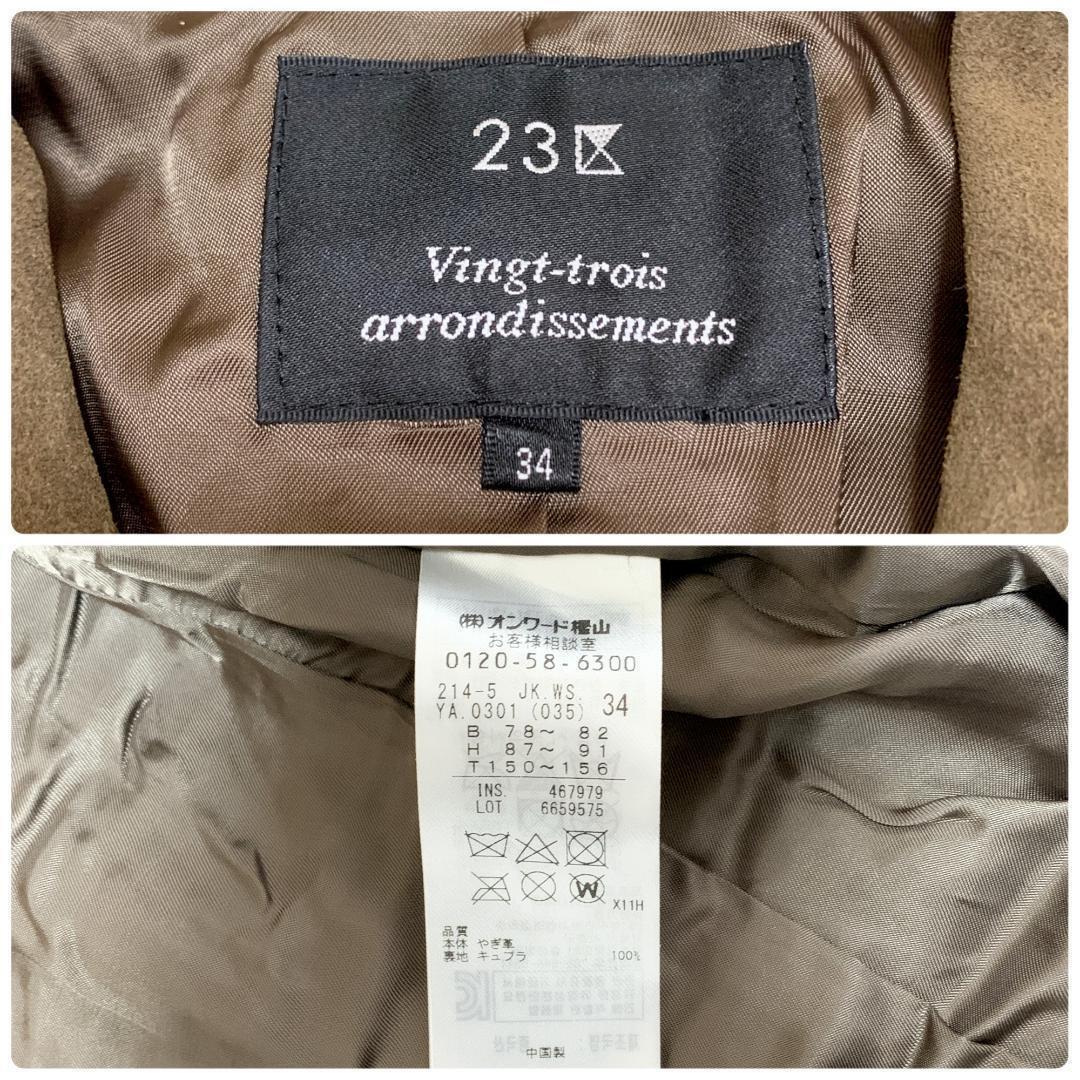 23区
Vingt-trois
arrondissements
34
(株)オンワード樫山
お客様相談室
0120-58-6300
214-5 JK.WS.
YA.0301 (035) 34
B 78～ 82
H 87～ 91
T150～156
INS. 467979
LOT 6659575
W
X11H
品質
本体 やぎ革
裏地 キュプラ 100%
中国製